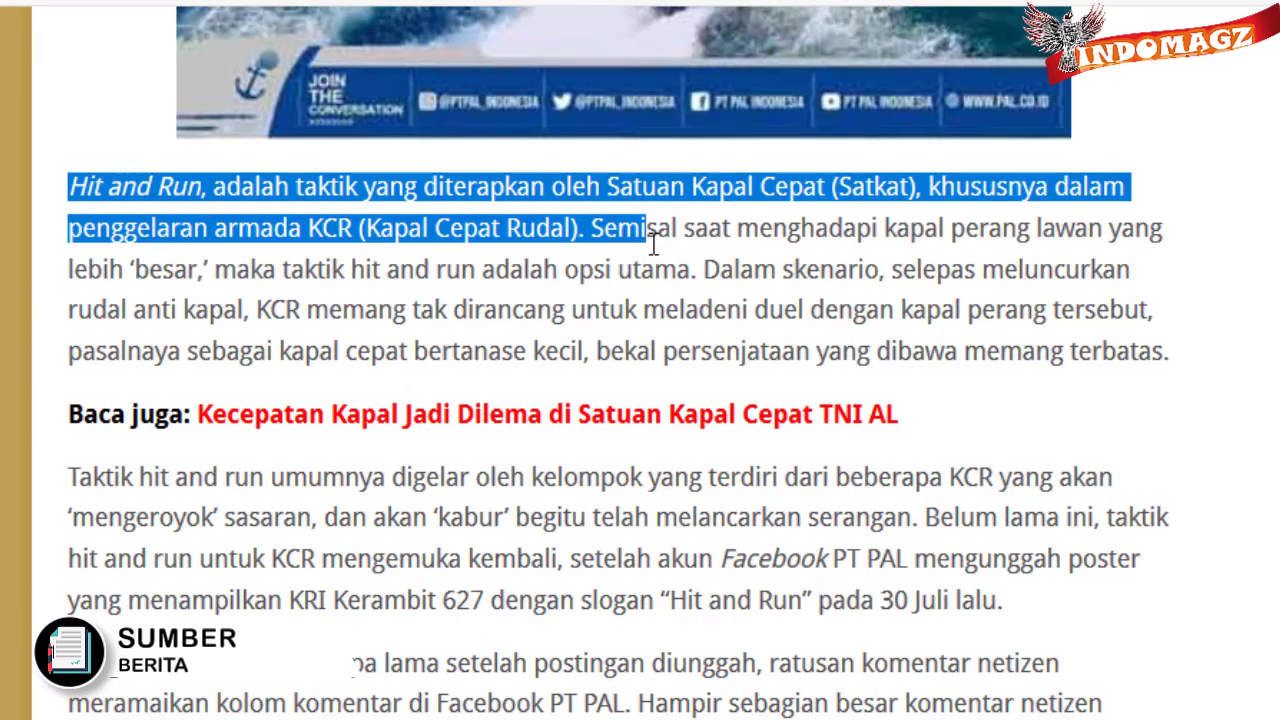 INDOMAGZ
JOIN
THE
CONVERSATION
@PTPAL_INDONESIA
@PTPAL_INDONESIA
PT PAL INDONESIA
PT PAL INDONESIA
WWW.PAL.CO.ID
Hit and Run, adalah taktik yang diterapkan oleh Satuan Kapal Cepat (Satkat), khususnya dalam
penggelaran armada KCR (Kapal Cepat Rudal). Semisal saat menghadapi kapal perang lawan yang
lebih ‘besar,’ maka taktik hit and run adalah opsi utama. Dalam skenario, selepas meluncurkan
rudal anti kapal, KCR memang tak dirancang untuk meladeni duel dengan kapal perang tersebut,
pasalnaya sebagai kapal cepat bertanase kecil, bekal persenjataan yang dibawa memang terbatas.
Baca juga: Kecepatan Kapal Jadi Dilema di Satuan Kapal Cepat TNI AL
Taktik hit and run umumnya digelar oleh kelompok yang terdiri dari beberapa KCR yang akan
‘mengeroyok’ sasaran, dan akan ‘kabur’ begitu telah melancarkan serangan. Belum lama ini, taktik
hit and run untuk KCR mengemuka kembali, setelah akun Facebook PT PAL mengunggah poster
yang menampilkan KRI Kerambit 627 dengan slogan “Hit and Run” pada 30 Juli lalu.
SUMBER
BERITA
pa lama setelah postingan diunggah, ratusan komentar netizen
meramaikan kolom komentar di Facebook PT PAL. Hampir sebagian besar komentar netizen